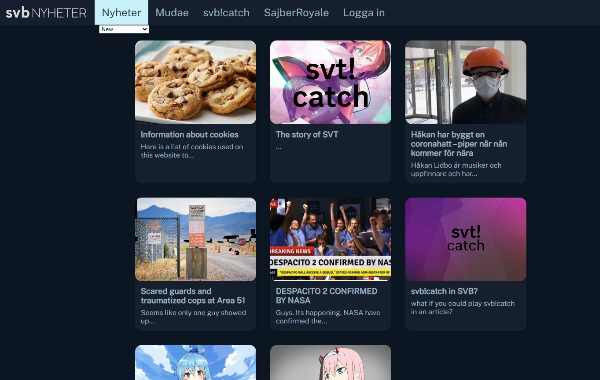 svb NYHETER Nyheter Mudae svb!catch SajberRoyale Logga in
New
svt!
catch
Information about cookies
Here is a list of cookies used on
this website to...
The story of SVT
...
Håkan har byggt en
coronahatt – piper när nån
kommer för nära
Håkan Lidbo är musiker och
uppfinnare och har...
BREAKING NEWS
DESPACITO 2 CONFIRMED BY NAS
svt!
catch
Scared guards and
traumatized cops at Area 51
Seems like only one guy showed
up...
DESPACITO 2 CONFIRMED
BY NASA
Guys. Its happening. NASA have
confirmed the...
svb!catch in SVB?
what if you could play svb!catch
in an article?